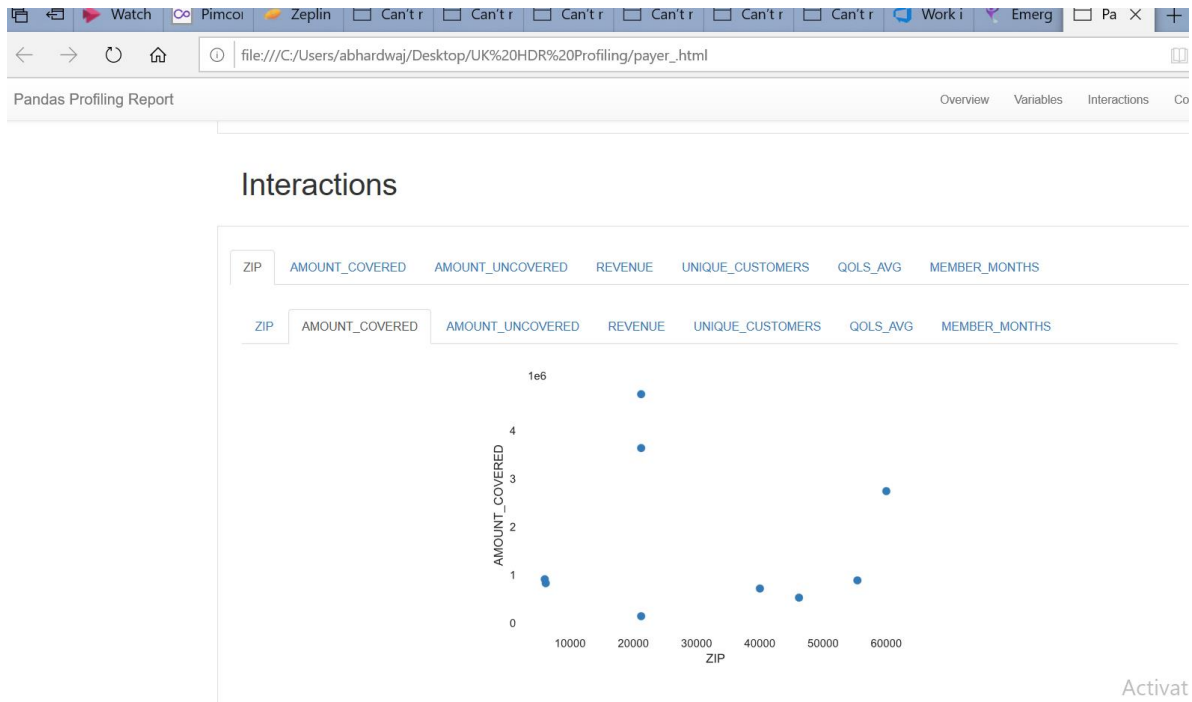 Watch Pimcor Zeplin Can't r Can't r Can't r Can't r Can't r Can't r Work i Emerg Pa
file:///C:/Users/abhardwaj/Desktop/UK%20HDR%20Profiling/payer_.html
Pandas Profiling Report Overview Variables Interactions Co
Interactions
ZIP AMOUNT_COVERED AMOUNT_UNCOVERED REVENUE UNIQUE_CUSTOMERS QOLS_AVG MEMBER_MONTHS
ZIP AMOUNT_COVERED AMOUNT_UNCOVERED REVENUE UNIQUE_CUSTOMERS QOLS_AVG MEMBER_MONTHS
1e6
AMOUNT_COVERED
4
3
2
1
0
10000 20000 30000 40000 50000 60000
ZIP
Activat